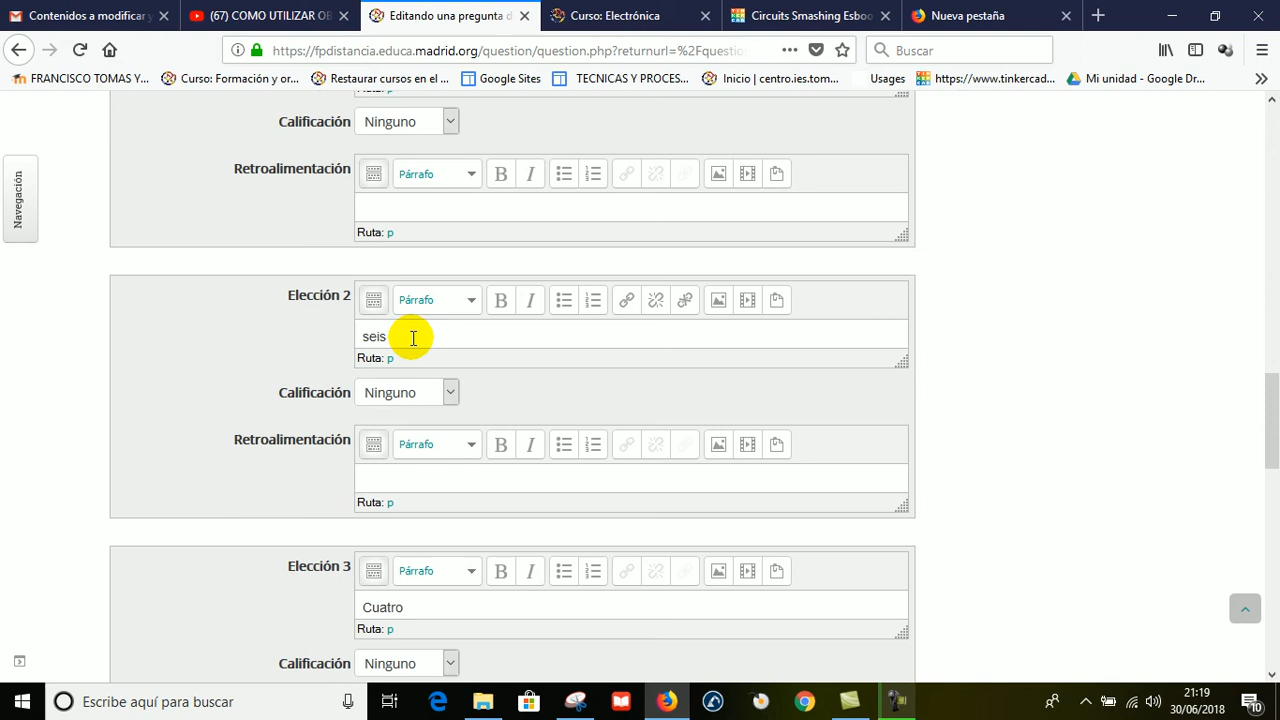 Contenidos a modificar y
(67) COMO UTILIZAR OB
Editando una pregunta d
Curso: Electrónica
Circuits Smashing Esboo
Nueva pestaña
https://fpdistancia.educa.madrid.org/question/question.php?returnurl=%2Fquestio
Buscar
FRANCISCO TOMAS Y...
Curso: Formación y or...
Restaurar cursos en el ...
Google Sites
TECNICAS Y PROCES...
Inicio | centro.ies.tom...
Usages
https://www.tinkercad...
Mi unidad - Google Dr...
Navegación
Ruta: p
Calificación
Ninguno
Retroalimentación
Párrafo
B
I
Ruta: p
Elección 2
Párrafo
B
I
seis
Ruta: p
Calificación
Ninguno
Retroalimentación
Párrafo
B
I
Ruta: p
Elección 3
Párrafo
B
I
Cuatro
Ruta: p
Calificación
Ninguno
Escribe aquí para buscar
21:19
30/06/2018
10